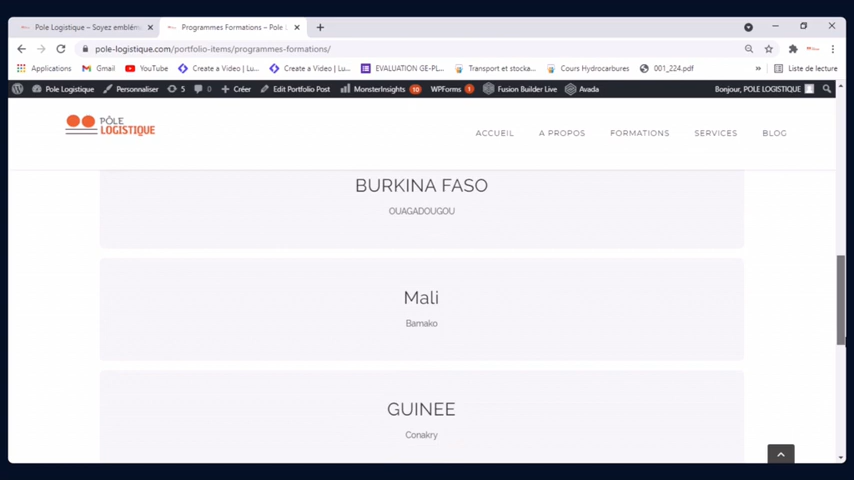 Pole Logistique – Soyez emblém
Programmes Formations – Pole L
pole-logistique.com/portfolio-items/programmes-formations/
Applications Gmail YouTube Create a Video | Lu... Create a Video | Lu... EVALUATION GE-PL... Transport et stocka... Cours Hydrocarbures 001_224.pdf » Liste de lecture
Pole Logistique Personnaliser 5 0 Créer Edit Portfolio Post MonsterInsights 10 WPForms 1 Fusion Builder Live Avada Bonjour, POLE LOGISTIQUE
PÔLE
LOGISTIQUE
ACCUEIL A PROPOS FORMATIONS SERVICES BLOG
BURKINA FASO
OUAGADOUGOU
Mali
Bamako
GUINEE
Conakry